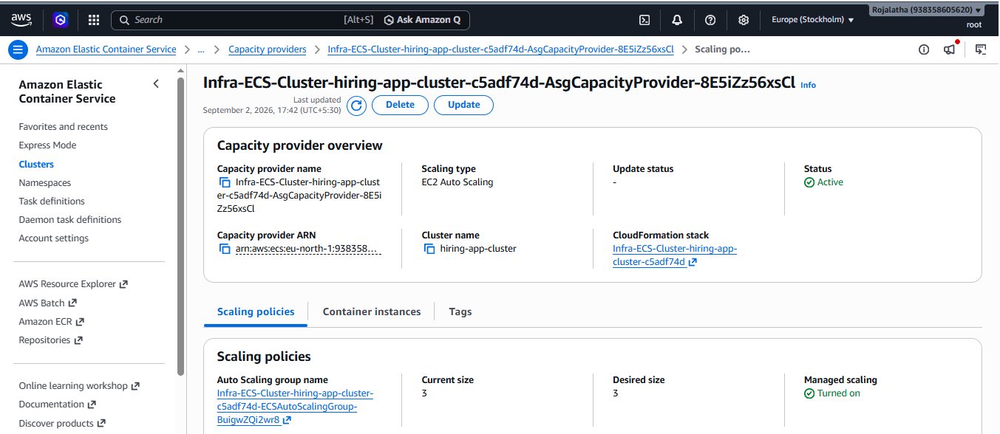 aws
Search [Alt+S] Ask Amazon Q
Europe (Stockholm)
Rojalatha (938358605620)
root
Amazon Elastic Container Service > ... > Capacity providers > Infra-ECS-Cluster-hiring-app-cluster-c5adf74d-AsgCapacityProvider-8E5iZz56xsCl > Scaling po...
Amazon Elastic
Container Service
Favorites and recents
Express Mode
Clusters
Namespaces
Task definitions
Daemon task definitions
Account settings
AWS Resource Explorer
AWS Batch
Amazon ECR
Repositories
Online learning workshop
Documentation
Discover products
Infra-ECS-Cluster-hiring-app-cluster-c5adf74d-AsgCapacityProvider-8E5iZz56xsCl Info
Last updated
September 2, 2026, 17:42 (UTC+5:30)
Delete
Update
Capacity provider overview
Capacity provider name
Infra-ECS-Cluster-hiring-app-clust
er-c5adf74d-AsgCapacityProvider-8E5i
Zz56xsCl
Scaling type
EC2 Auto Scaling
Update status
-
Status
Active
Capacity provider ARN
arn:aws:ecs:eu-north-1:938358...
Cluster name
hiring-app-cluster
CloudFormation stack
Infra-ECS-Cluster-hiring-app-
cluster-c5adf74d
Scaling policies
Container instances
Tags
Scaling policies
Auto Scaling group name
Infra-ECS-Cluster-hiring-app-cluster-
c5adf74d-ECSAutoScalingGroup-
BuigwZQi2wr8
Current size
3
Desired size
3
Managed scaling
Turned on